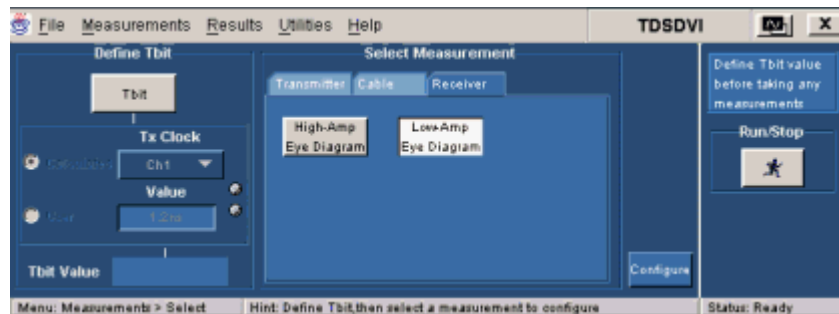 File Measurements Results Utilities Help TDSDVI
Define Tbit
Tbit
Tx Clock
Ch1
Value
1.2ns
Tbit Value
Select Measurement
Transmitter Cable Receiver
High-Amp
Eye Diagram
Low-Amp
Eye Diagram
Configure
Define Tbit value
before taking any
measurements
Run/Stop
Menu: Measurements > Select
Hint: Define Tbit,then select a measurement to configure
Status: Ready